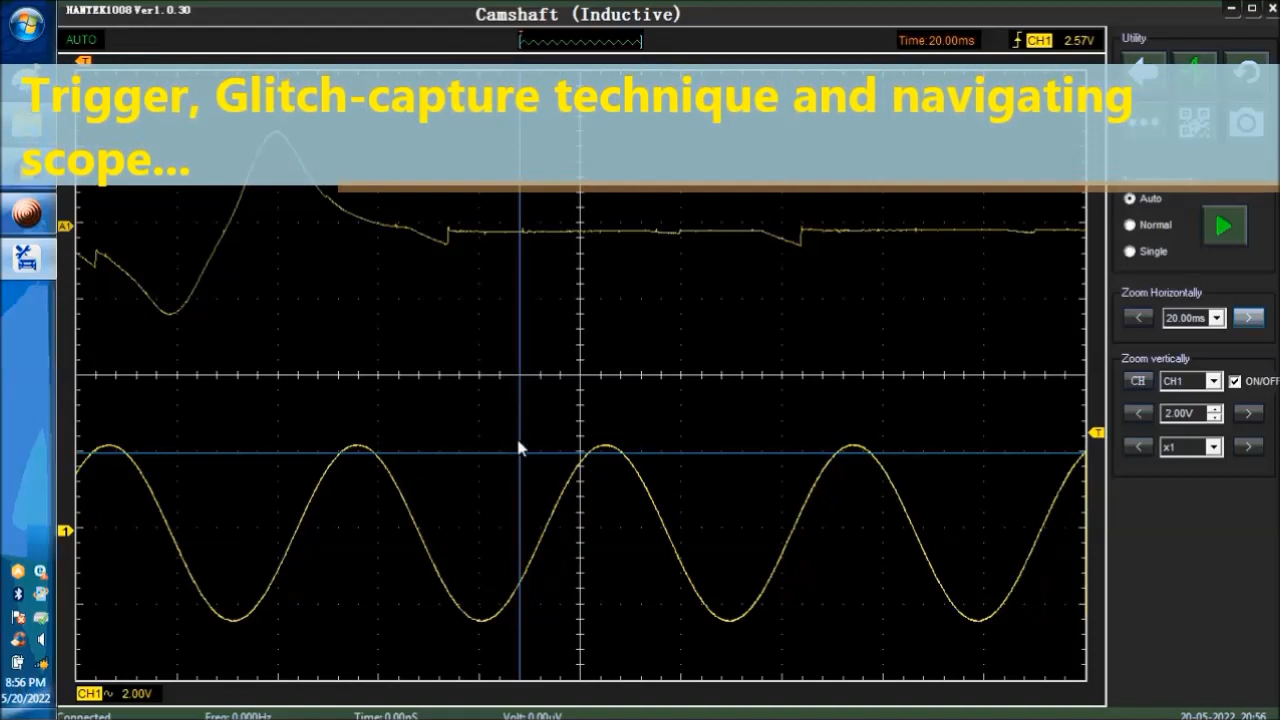 HANTEK1008 Ver1.0.30
Camshaft (Inductive)
AUTO
Time:20.00ms
CH1 2.57V
Utility
T
Trigger, Glitch-capture technique and navigating
scope...
Auto
A1
Normal
Single
Zoom Horizontally
< 20.00ms >
Zoom vertically
CH CH1 ON/OFF
< 2.00V >
T
< x1 >
1
8:56 PM
5/20/2022
CH1 2.00V
Connected Freq: 0.000Hz Time: 0.00nS Volt: 0.00uV 20-05-2022 20:56